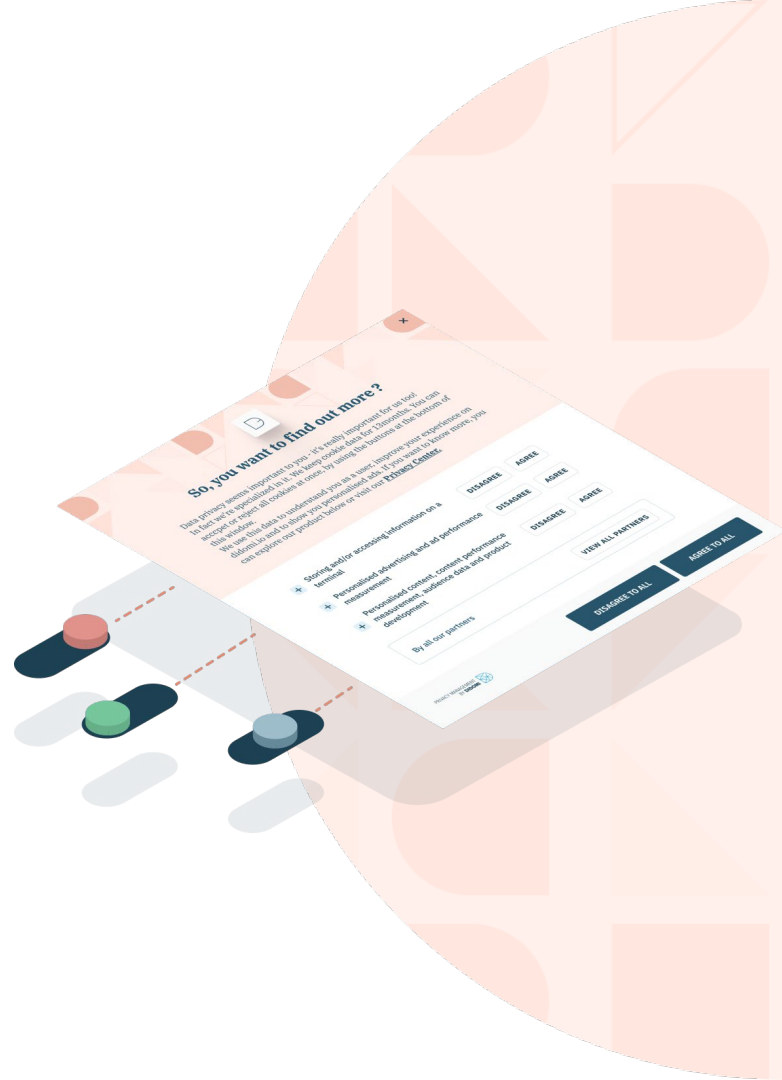 ×
So, you want to find out more ?
Data privacy seems important to you - it's really important for us too!
In fact we're specialized in it. We keep cookie data for 13months. You can
acccpet or reject all cookies at once, by using the buttons at the bottom of
this window.
We use this data to understand you as a user, improve your experience on
didomi.io and to show you personalised ads. If you want to know more, you
can explore our product below or visit our Privacy Center.
+ Storing and/or accessing information on a
terminal
DISAGREE AGREE
+ Personalised advertising and ad performance
measurement
DISAGREE AGREE
+ Personalised content, content performance
measurement, audience data and product
development
DISAGREE AGREE
By all our partners
VIEW ALL PARTNERS
PRIVACY MANAGEMENT
BY DIDOMI
DISAGREE TO ALL
AGREE TO ALL